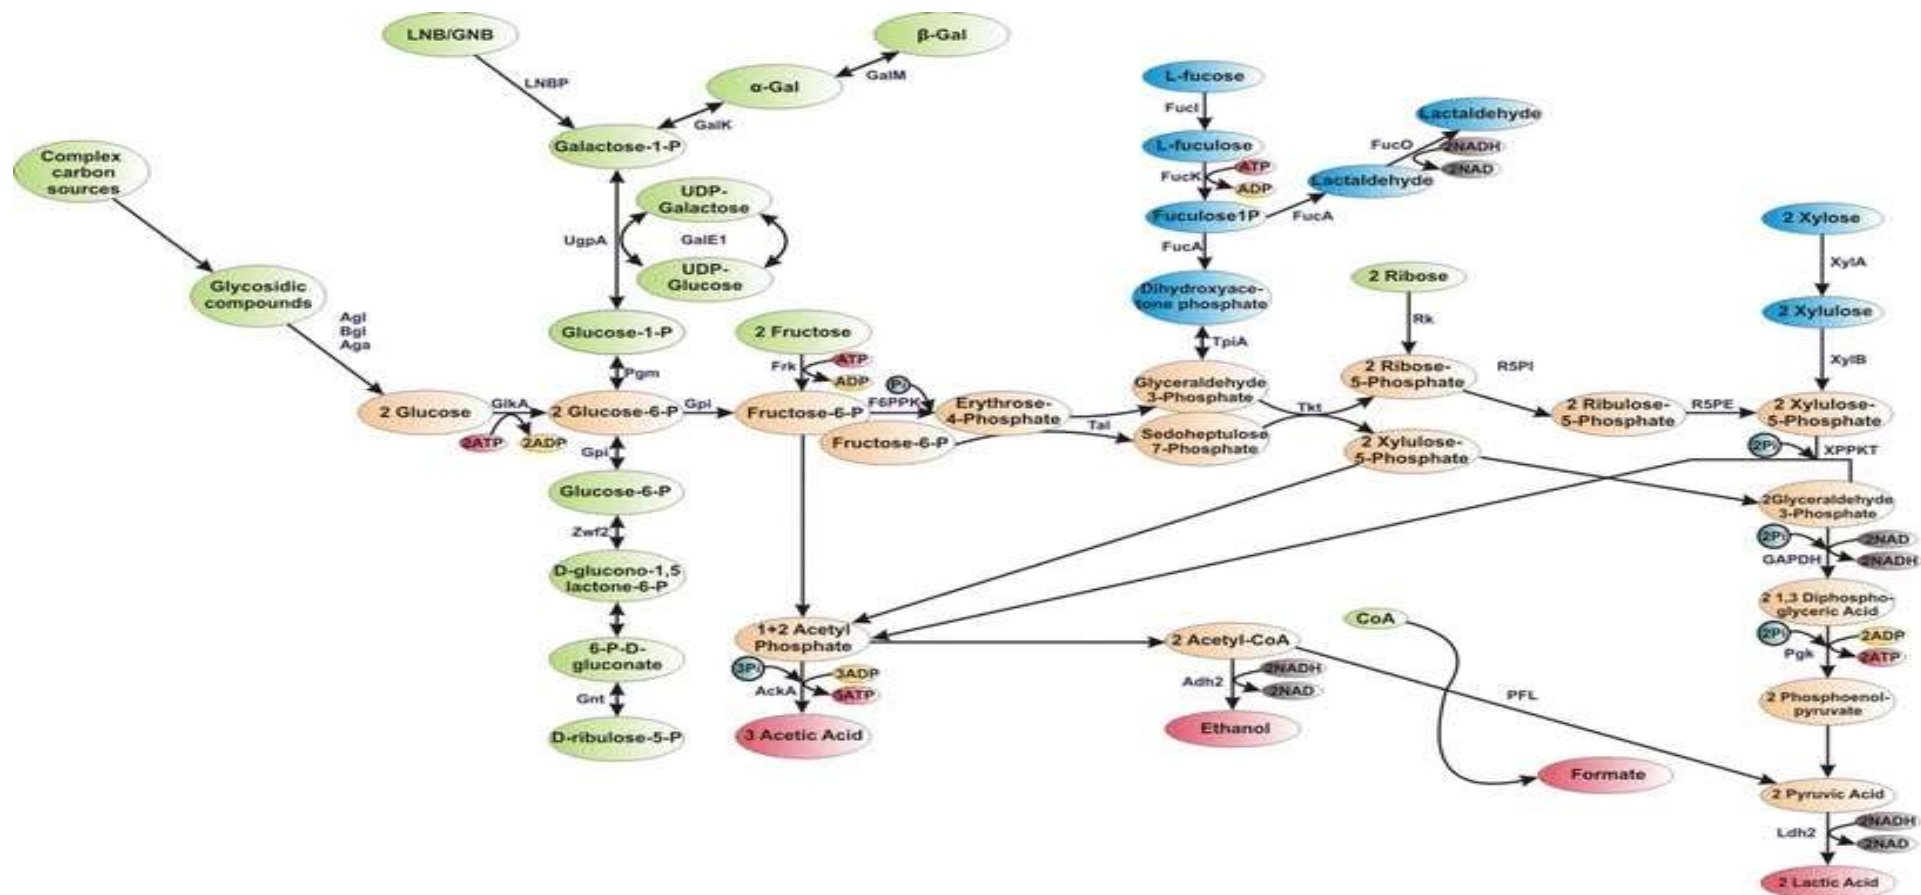 LNB/GNB
LNBP
β-Gal
GalM
α-Gal
GalK
Galactose-1-P
Complex
carbon
sources
UDP-
Galactose
UgpA
GalE1
UDP-
Glucose
Glycosidic
compounds
Agl
Bgl
Aga
Glucose-1-P
Pgm
2 Glucose
GlkA
2ATP
2ADP
2 Glucose-6-P
Gpi
Gpi
Glucose-6-P
Zwf2
D-glucono-1,5
lactone-6-P
6-P-D-
gluconate
Gnt
D-ribulose-5-P
2 Fructose
Frk
ATP
ADP
Fructose-6-P
Pi
F6PPK
Fructose-6-P
Erythrose-
4-Phosphate
Tal
L-fucose
FucI
L-fuculose
FucK
ATP
ADP
Fuculose1P
FucA
Lactaldehyde
FucO
2NADH
2NAD
Lactaldehyde
FucA
Dihydroxyace-
tone phosphate
TpiA
Glyceraldehyde
3-Phosphate
Sedoheptulose
7-Phosphate
Tkt
2 Ribose
Rk
2 Ribose-
5-Phosphate
R5PI
2 Xylulose-
5-Phosphate
2 Ribulose-
5-Phosphate
R5PE
2 Xylose
XylA
2 Xylulose
XylB
2 Xylulose-
5-Phosphate
2Pi
XPPKT
2Glyceraldehyde
3-Phosphate
2Pi
2NAD
GAPDH
2NADH
2 1,3 Diphospho-
glyceric Acid
2Pi
2ADP
Pgk
2ATP
2 Phosphoenol-
pyruvate
2 Pyruvic Acid
Ldh2
2NADH
2NAD
2 Lactic Acid
1+2 Acetyl
Phosphate
3Pi
3ADP
AckA
3ATP
3 Acetic Acid
2 Acetyl-CoA
2NADH
Adh2
2NAD
Ethanol
CoA
PFL
Formate